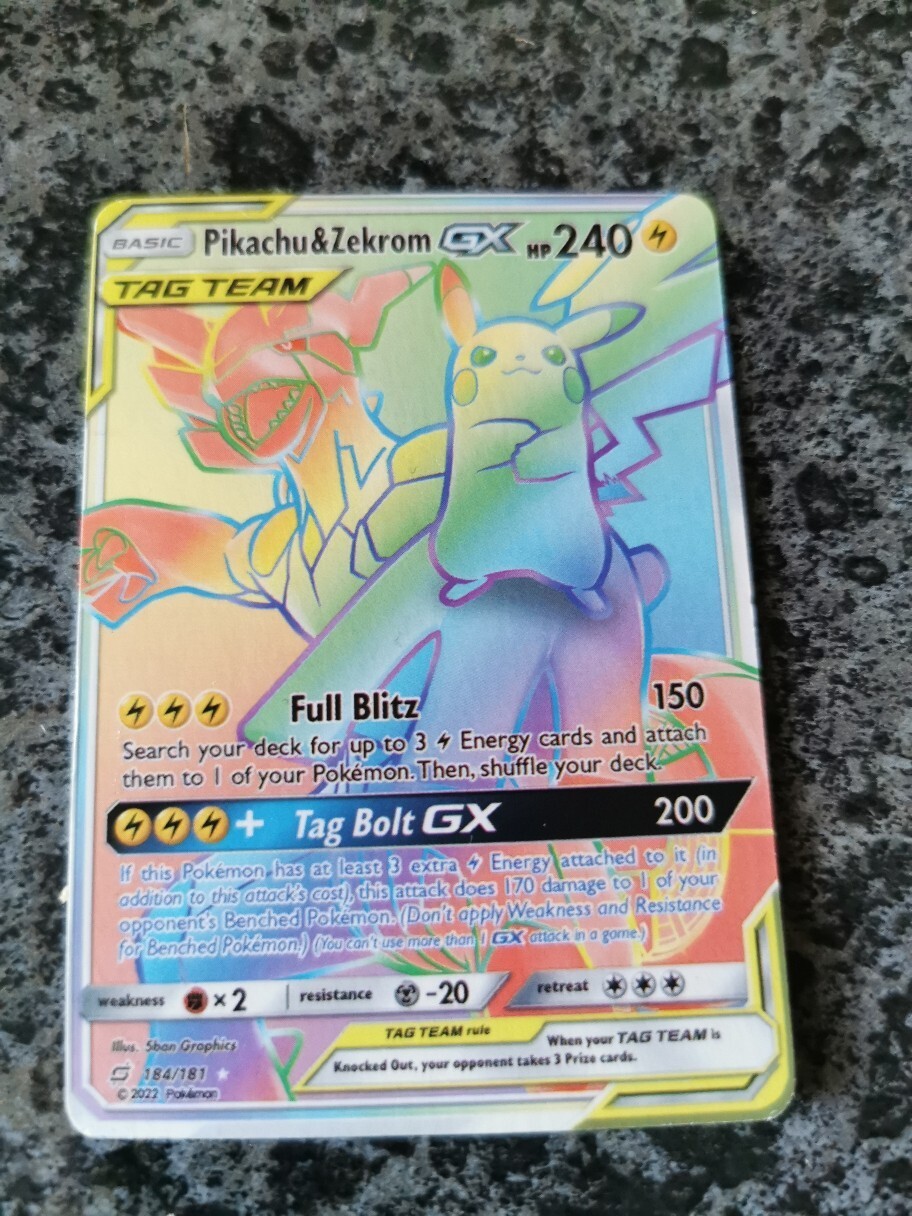 BASIC Pikachu&Zekrom GX HP 240
TAG TEAM
Full Blitz 150
Search your deck for up to 3 Energy cards and attach
them to 1 of your Pokémon. Then, shuffle your deck.
+ Tag Bolt GX 200
If this Pokémon has at least 3 extra Energy attached to it (in
addition to this attack's cost), this attack does 170 damage to 1 of your
opponent's Benched Pokémon. (Don't apply Weakness and Resistance
for Benched Pokémon.) (You can't use more than 1 GX attack in a game.)
weakness ×2 resistance -20 retreat
TAG TEAM rule When your TAG TEAM is
Knocked Out, your opponent takes 3 Prize cards.
Illus. 5ban Graphics
184/181
© 2022 Pokémon